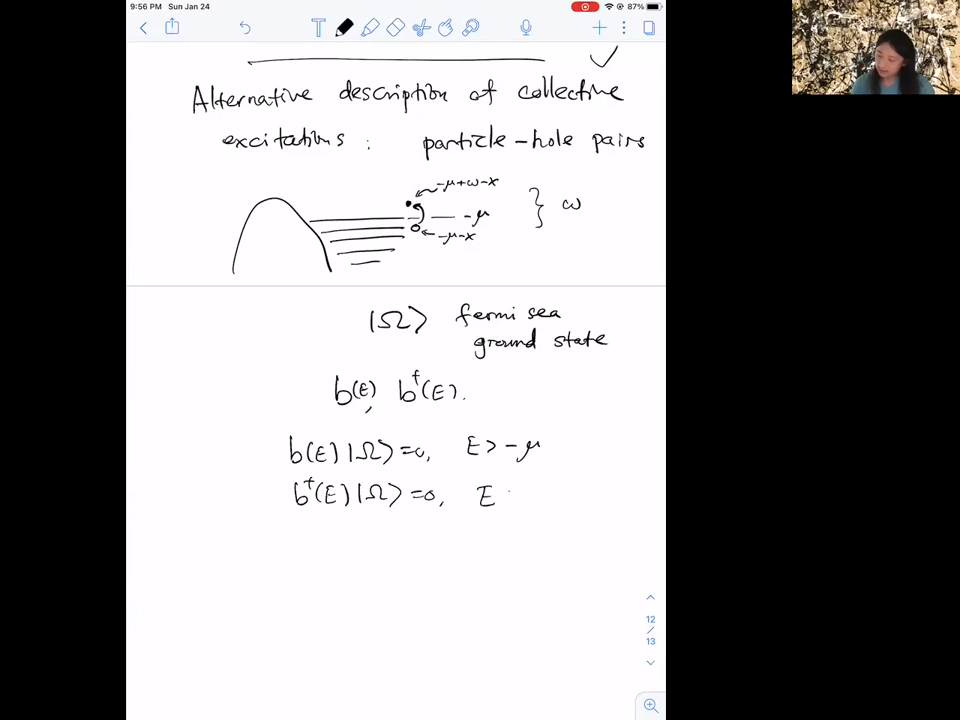 9:56 PM Sun Jan 24
87%
Alternative description of collective
excitations : particle-hole pairs
-μ+ω-x
-μ
ω
-μ-x
|Ω⟩ fermi sea
ground state
b(E), b†(E).
b(E)|Ω⟩=0, E>-μ
b†(E)|Ω⟩=0, E
12
/
13